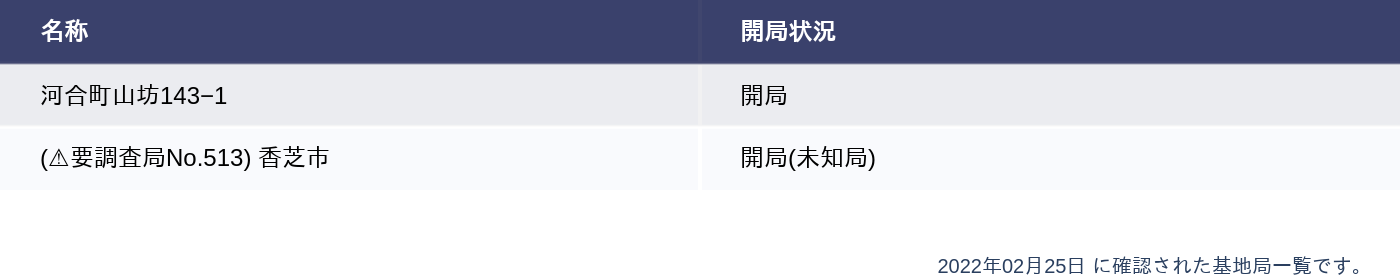 名称 開局状況
河合町山坊143−1 開局
(⚠要調査局No.513) 香芝市 開局(未知局)
2022年02月25日 に確認された基地局一覧です。